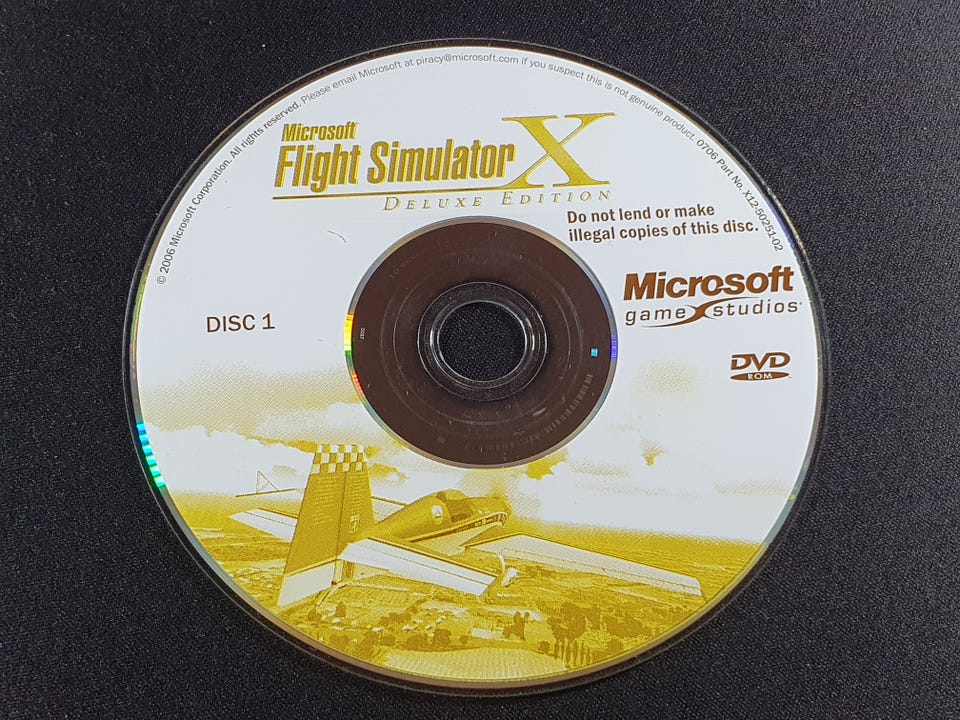 © 2006 Microsoft Corporation. All rights reserved. Please email Microsoft at piracy@microsoft.com if you suspect this is not genuine product. 0706 Part No. X12-50251-02
Microsoft
Flight Simulator X
DELUXE EDITION
Do not lend or make
illegal copies of this disc.
Microsoft
game studios
DISC 1
DVD
ROM